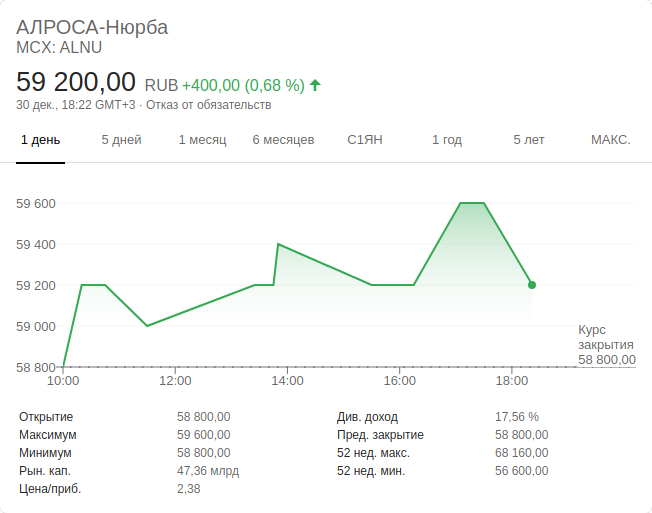 АЛРОСА-Нюрба
MCX: ALNU
59 200,00 RUB +400,00 (0,68 %)
30 дек., 18:22 GMT+3 · Отказ от обязательств
1 день 5 дней 1 месяц 6 месяцев С1ЯН 1 год 5 лет МАКС.
59 600
59 400
59 200
59 000
58 800
Курс
закрытия
58 800,00
10:00 12:00 14:00 16:00 18:00
Открытие 58 800,00 Див. доход 17,56 %
Максимум 59 600,00 Пред. закрытие 58 800,00
Минимум 58 800,00 52 нед. макс. 68 160,00
Рын. кап. 47,36 млрд 52 нед. мин. 56 600,00
Цена/приб. 2,38